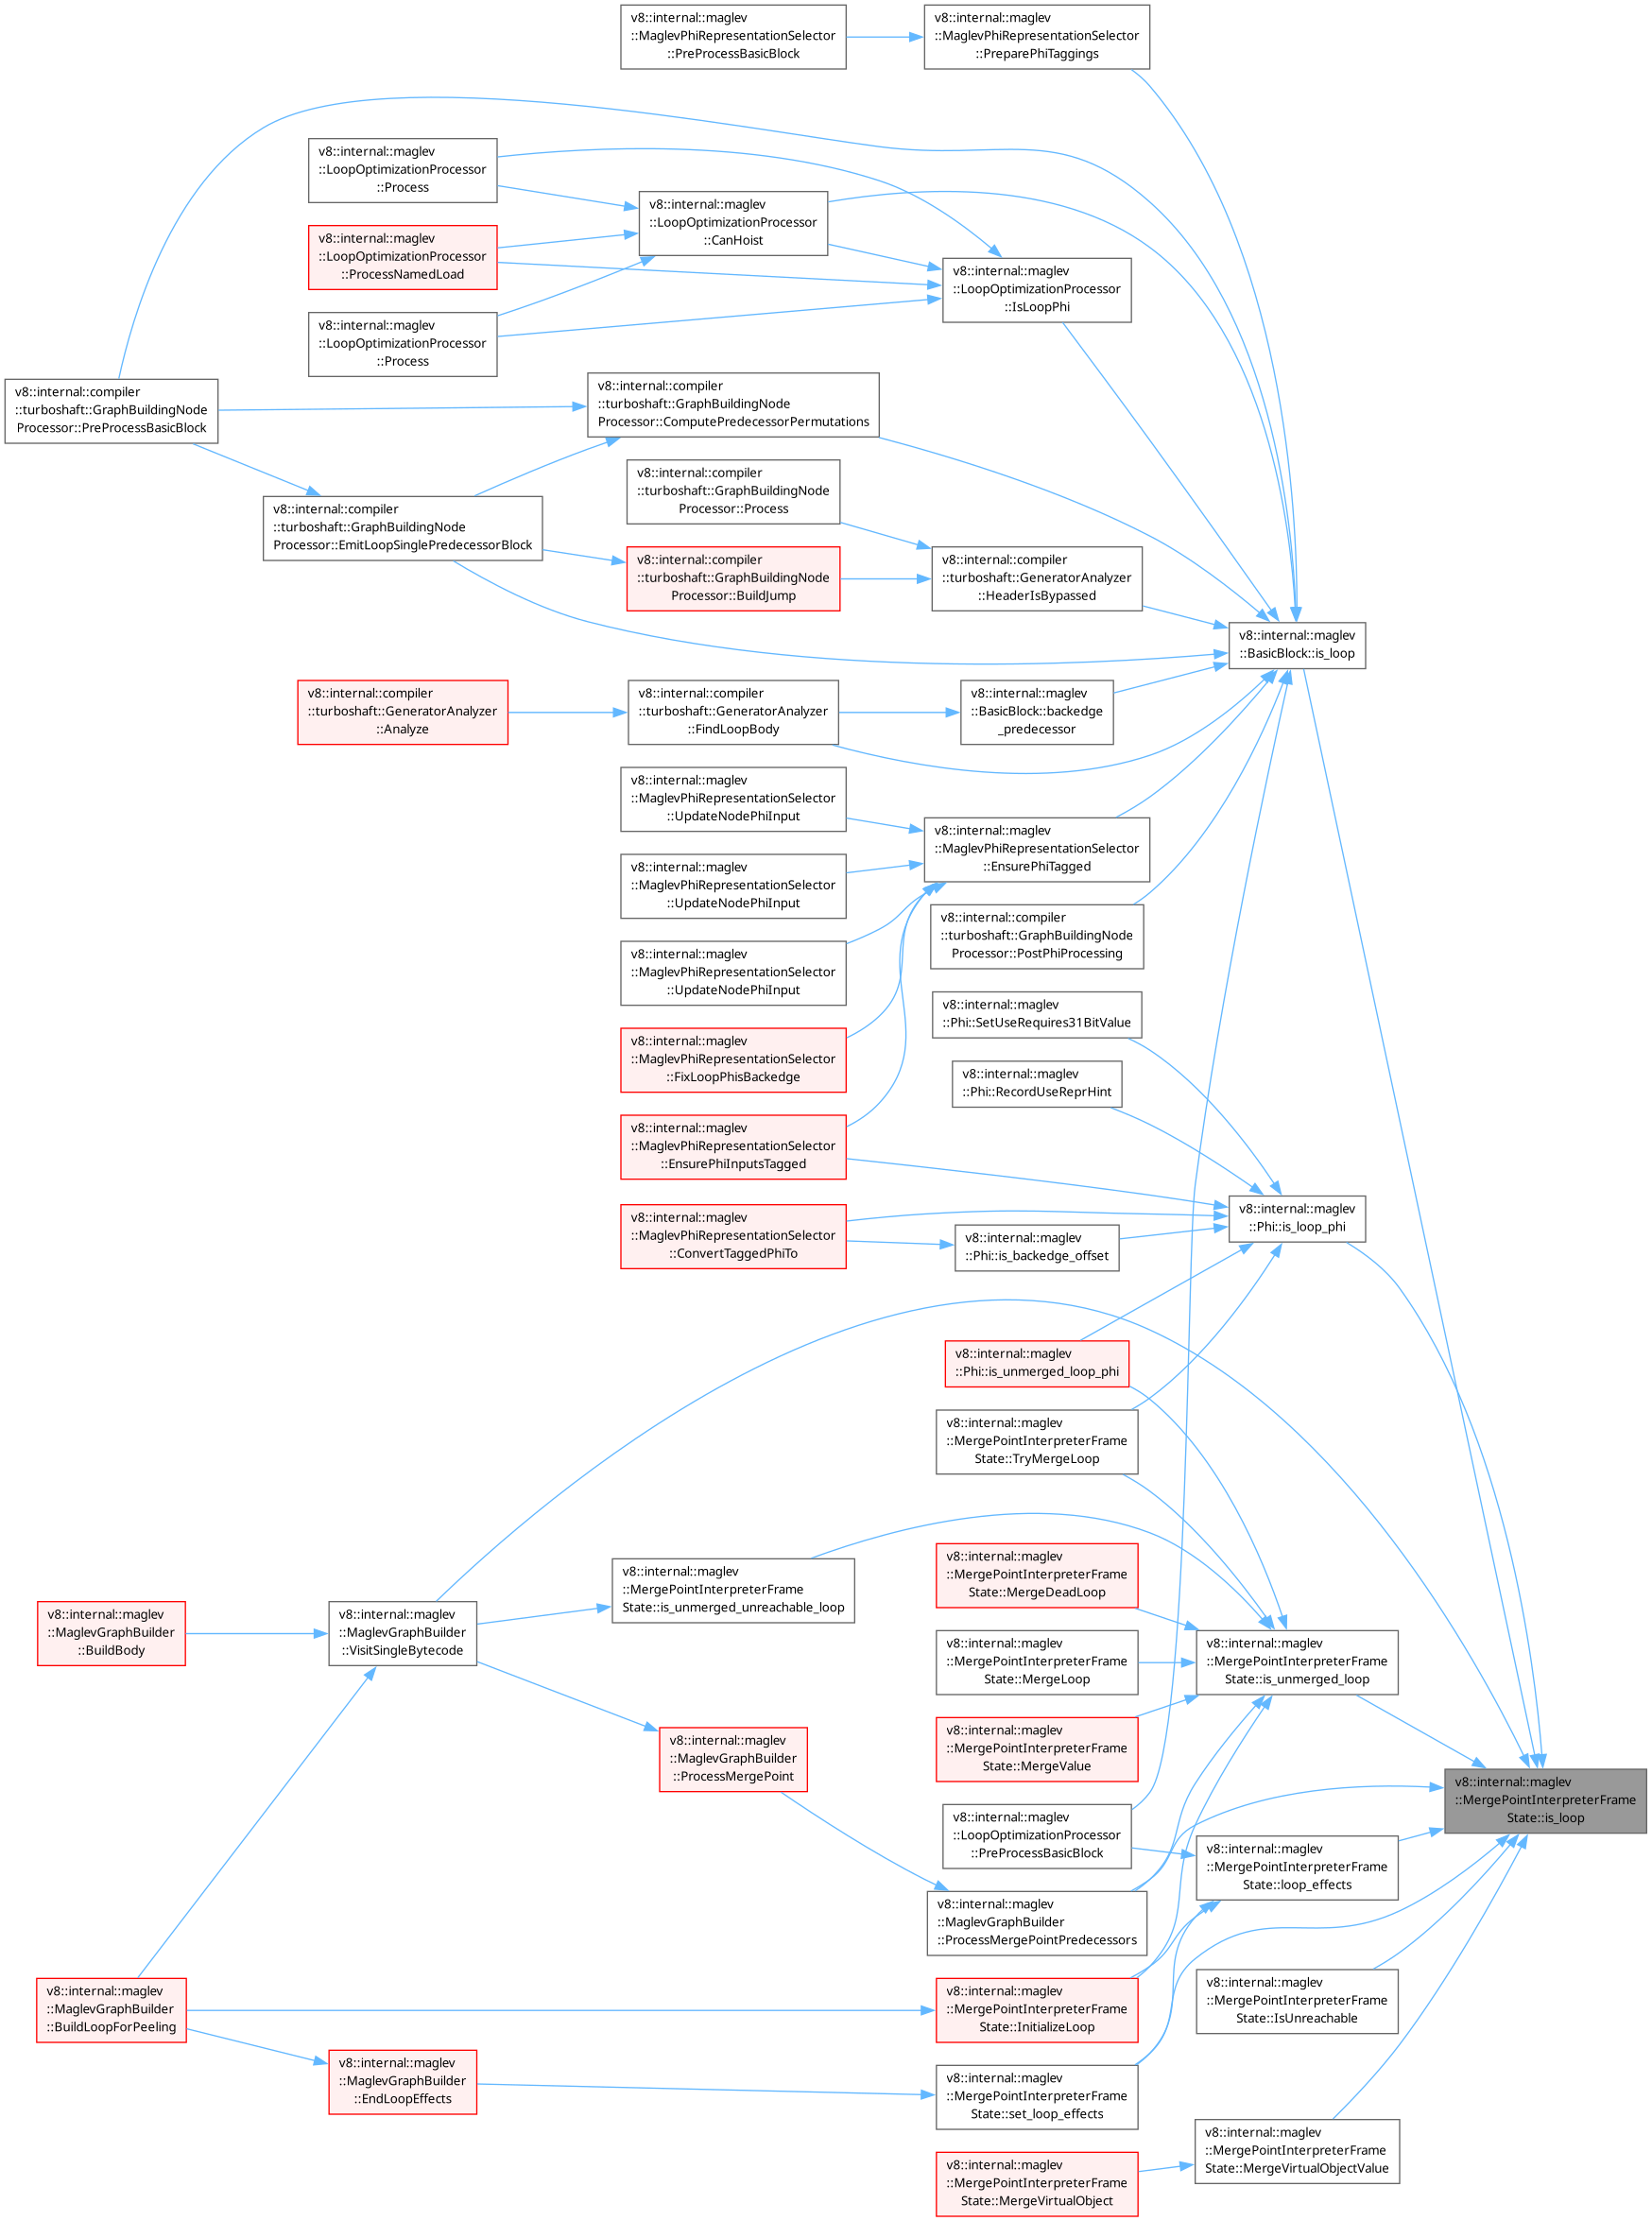 v8::internal::maglev
::MaglevPhiRepresentationSelector
::PreProcessBasicBlock
v8::internal::maglev
::MaglevPhiRepresentationSelector
::PreparePhiTaggings
v8::internal::maglev
::LoopOptimizationProcessor
::Process
v8::internal::maglev
::LoopOptimizationProcessor
::CanHoist
v8::internal::maglev
::LoopOptimizationProcessor
::ProcessNamedLoad
v8::internal::maglev
::LoopOptimizationProcessor
::IsLoopPhi
v8::internal::maglev
::LoopOptimizationProcessor
::Process
v8::internal::compiler
::turboshaft::GraphBuildingNode
Processor::PreProcessBasicBlock
v8::internal::compiler
::turboshaft::GraphBuildingNode
Processor::ComputePredecessorPermutations
v8::internal::compiler
::turboshaft::GraphBuildingNode
Processor::Process
v8::internal::compiler
::turboshaft::GraphBuildingNode
Processor::EmitLoopSinglePredecessorBlock
v8::internal::compiler
::turboshaft::GraphBuildingNode
Processor::BuildJump
v8::internal::compiler
::turboshaft::GeneratorAnalyzer
::HeaderIsBypassed
v8::internal::maglev
::BasicBlock::is_loop
v8::internal::compiler
::turboshaft::GeneratorAnalyzer
::Analyze
v8::internal::compiler
::turboshaft::GeneratorAnalyzer
::FindLoopBody
v8::internal::maglev
::BasicBlock::backedge
_predecessor
v8::internal::maglev
::MaglevPhiRepresentationSelector
::UpdateNodePhiInput
v8::internal::maglev
::MaglevPhiRepresentationSelector
::EnsurePhiTagged
v8::internal::maglev
::MaglevPhiRepresentationSelector
::UpdateNodePhiInput
v8::internal::compiler
::turboshaft::GraphBuildingNode
Processor::PostPhiProcessing
v8::internal::maglev
::MaglevPhiRepresentationSelector
::UpdateNodePhiInput
v8::internal::maglev
::Phi::SetUseRequires31BitValue
v8::internal::maglev
::MaglevPhiRepresentationSelector
::FixLoopPhisBackedge
v8::internal::maglev
::Phi::RecordUseReprHint
v8::internal::maglev
::MaglevPhiRepresentationSelector
::EnsurePhiInputsTagged
v8::internal::maglev
::Phi::is_loop_phi
v8::internal::maglev
::MaglevPhiRepresentationSelector
::ConvertTaggedPhiTo
v8::internal::maglev
::Phi::is_backedge_offset
v8::internal::maglev
::Phi::is_unmerged_loop_phi
v8::internal::maglev
::MergePointInterpreterFrame
State::TryMergeLoop
v8::internal::maglev
::MergePointInterpreterFrame
State::MergeDeadLoop
v8::internal::maglev
::MergePointInterpreterFrame
State::is_unmerged_unreachable_loop
v8::internal::maglev
::MaglevGraphBuilder
::BuildBody
v8::internal::maglev
::MaglevGraphBuilder
::VisitSingleBytecode
v8::internal::maglev
::MergePointInterpreterFrame
State::MergeLoop
v8::internal::maglev
::MergePointInterpreterFrame
State::is_unmerged_loop
v8::internal::maglev
::MaglevGraphBuilder
::ProcessMergePoint
v8::internal::maglev
::MergePointInterpreterFrame
State::MergeValue
v8::internal::maglev
::MergePointInterpreterFrame
State::is_loop
v8::internal::maglev
::LoopOptimizationProcessor
::PreProcessBasicBlock
v8::internal::maglev
::MergePointInterpreterFrame
State::loop_effects
v8::internal::maglev
::MaglevGraphBuilder
::ProcessMergePointPredecessors
v8::internal::maglev
::MaglevGraphBuilder
::BuildLoopForPeeling
v8::internal::maglev
::MergePointInterpreterFrame
State::InitializeLoop
v8::internal::maglev
::MergePointInterpreterFrame
State::IsUnreachable
v8::internal::maglev
::MaglevGraphBuilder
::EndLoopEffects
v8::internal::maglev
::MergePointInterpreterFrame
State::set_loop_effects
v8::internal::maglev
::MergePointInterpreterFrame
State::MergeVirtualObjectValue
v8::internal::maglev
::MergePointInterpreterFrame
State::MergeVirtualObject